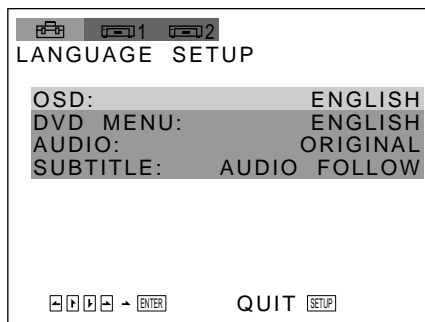 1 2
LANGUAGE SETUP
OSD: ENGLISH
DVD MENU: ENGLISH
AUDIO: ORIGINAL
SUBTITLE: AUDIO FOLLOW
ENTER QUIT SETUP